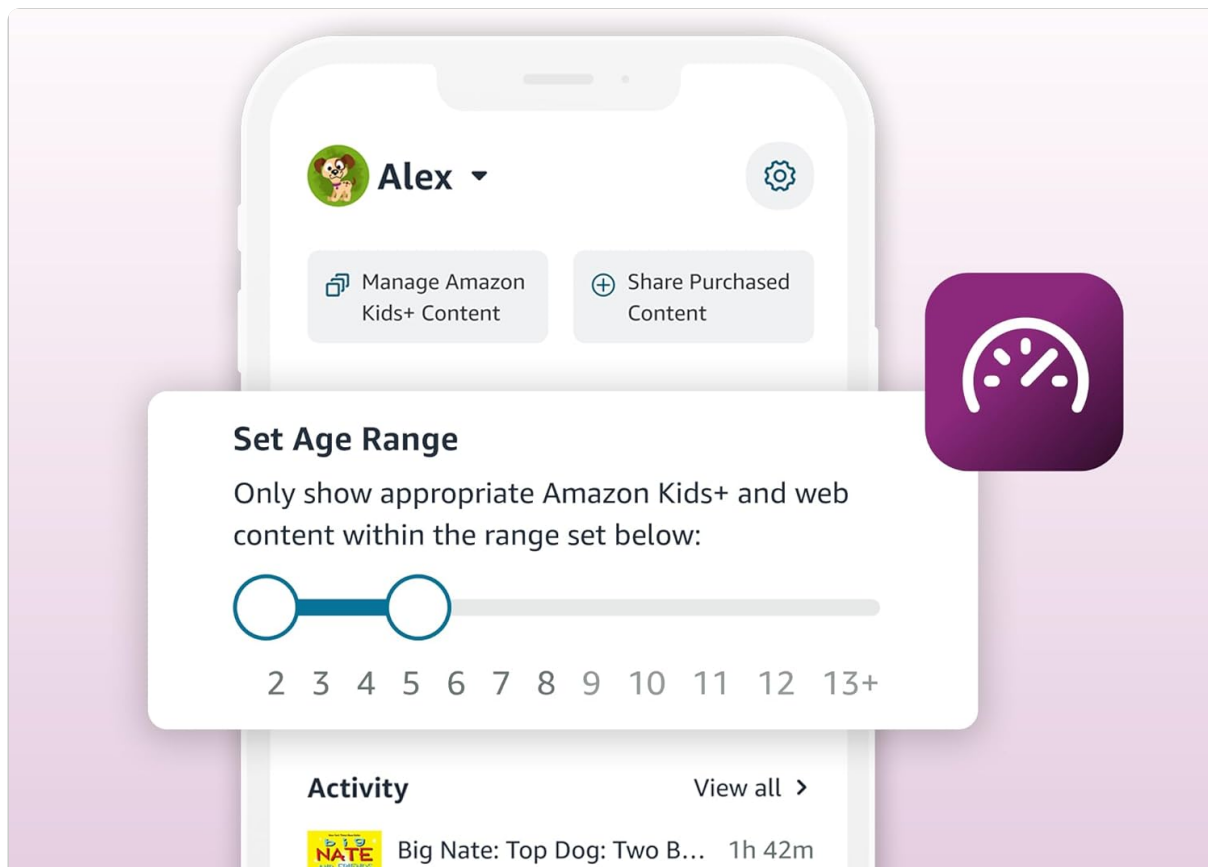 Alex
Manage Amazon
Kids+ Content
Share Purchased
Content
Set Age Range
Only show appropriate Amazon Kids+ and web
content within the range set below:
2 3 4 5 6 7 8 9 10 11 12 13+
Activity
View all
big
NATE
Big Nate: Top Dog: Two B... 1h 42m